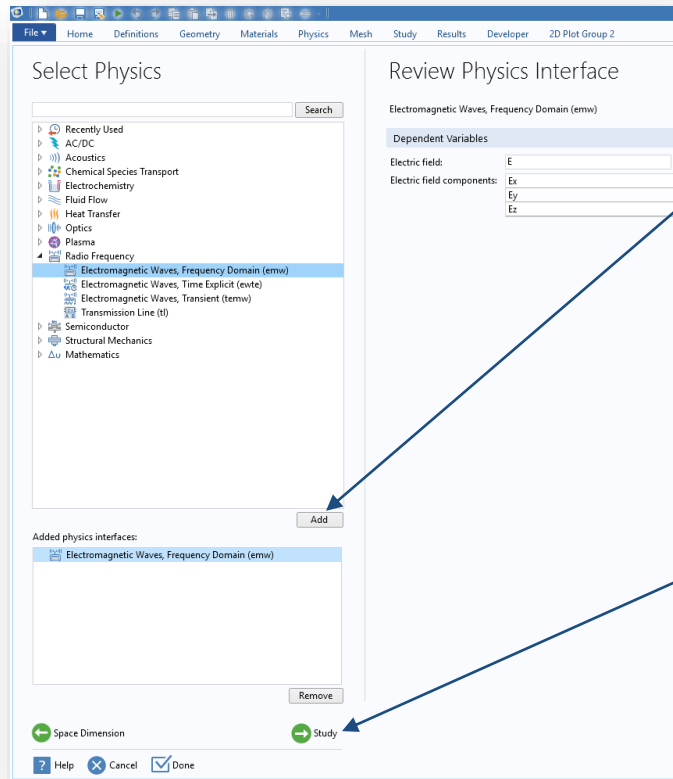 File Home Definitions Geometry Materials Physics Mesh Study Results Developer 2D Plot Group 2
Select Physics
Search
Recently Used
AC/DC
Acoustics
Chemical Species Transport
Electrochemistry
Fluid Flow
Heat Transfer
Optics
Plasma
Radio Frequency
Electromagnetic Waves, Frequency Domain (emw)
Electromagnetic Waves, Time Explicit (ewte)
Electromagnetic Waves, Transient (temw)
Transmission Line (tl)
Semiconductor
Structural Mechanics
Δu Mathematics
Add
Added physics interfaces:
Electromagnetic Waves, Frequency Domain (emw)
Remove
Space Dimension Study
? Help Cancel Done
Review Physics Interface
Electromagnetic Waves, Frequency Domain (emw)
Dependent Variables
Electric field: E
Electric field components: Ex
Ey
Ez